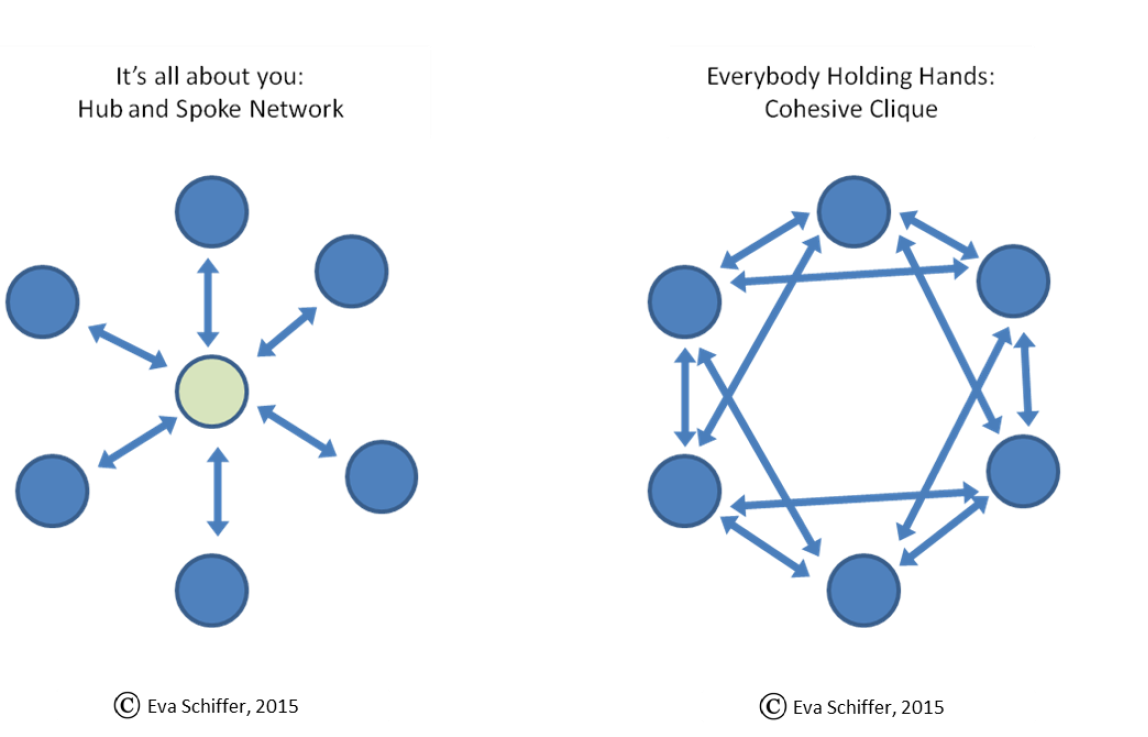 It's all about you:
Hub and Spoke Network
Everybody Holding Hands:
Cohesive Clique
© Eva Schiffer, 2015
© Eva Schiffer, 2015